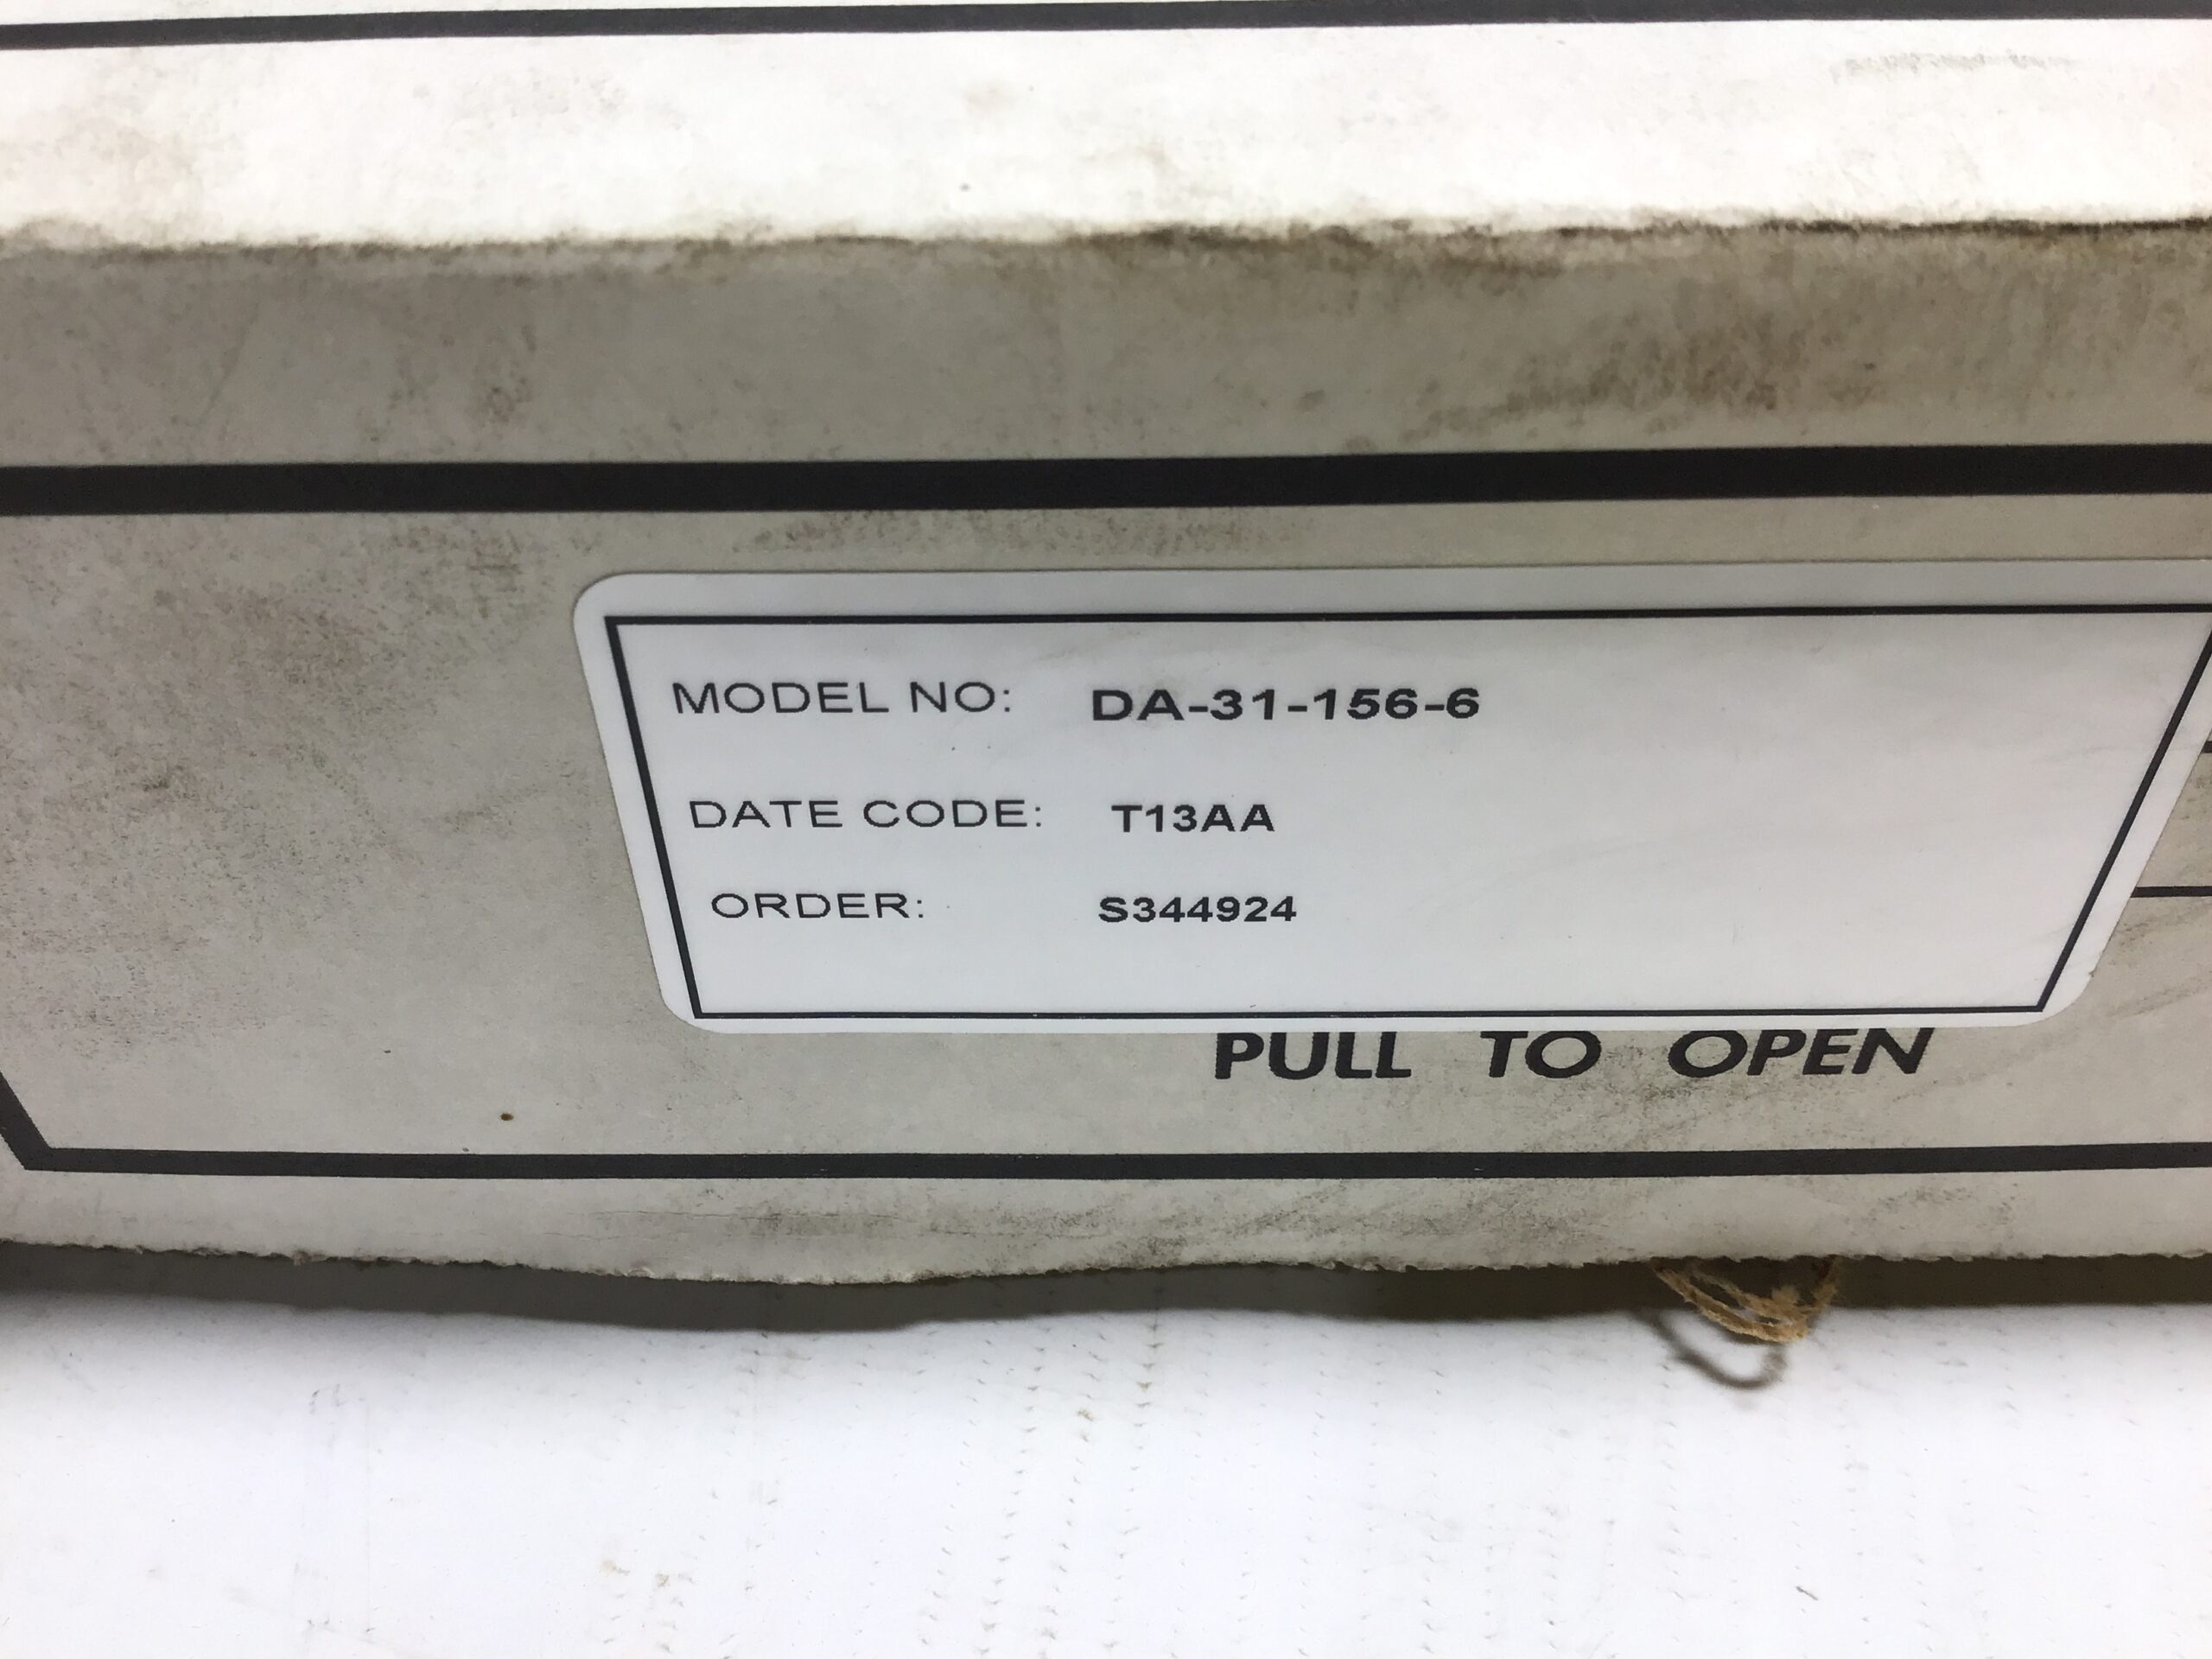 MODEL NO: DA-31-156-6
DATE CODE: T13AA
ORDER: S344924
PULL TO OPEN